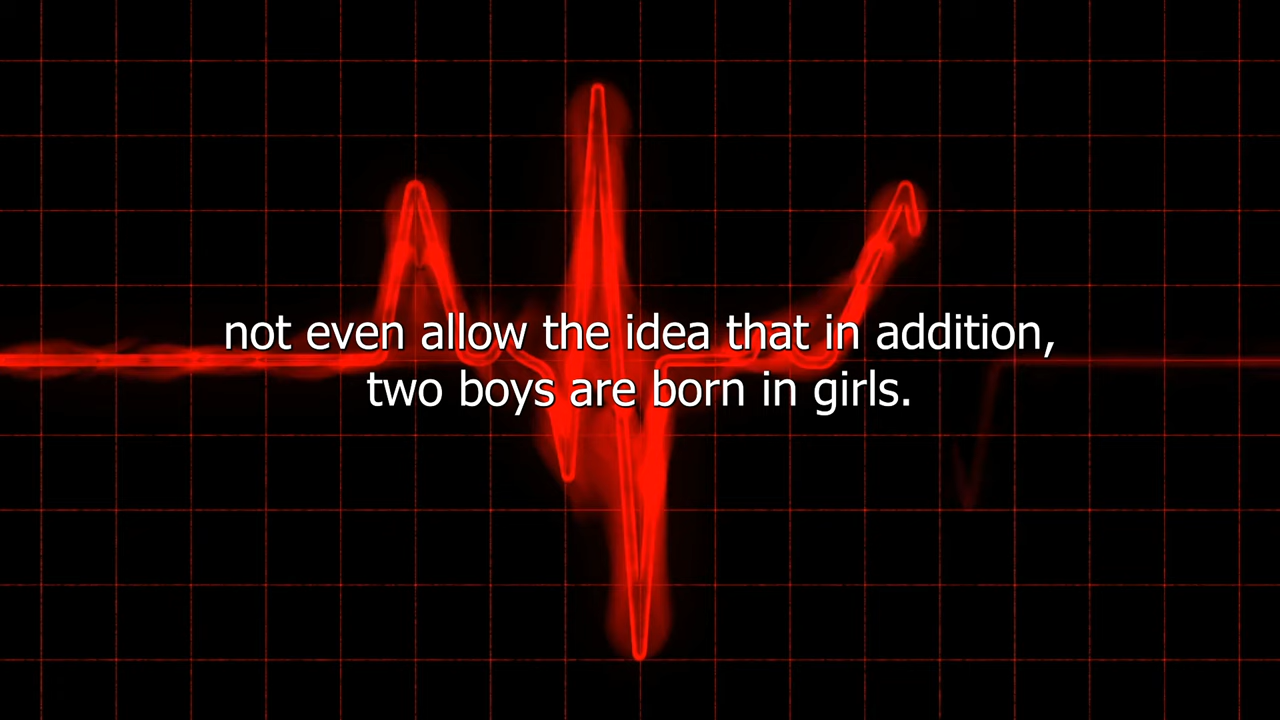 not even allow the idea that in addition,
two boys are born in girls.